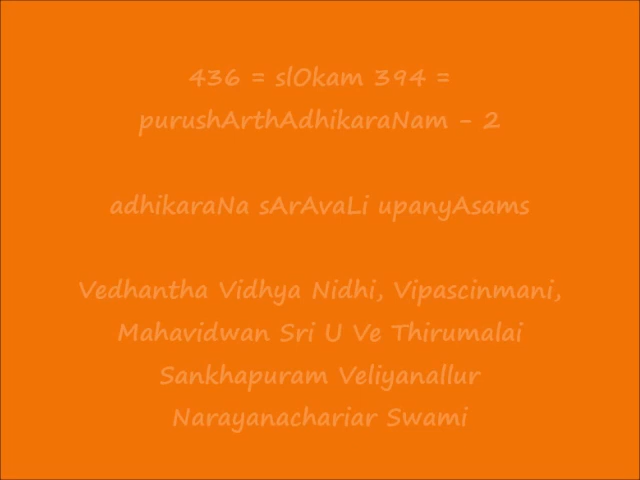 436 = slOkam 394 =
purushArthAdhikaraNam - 2
adhikaraNa sArAvaLi upanyAsams
Vedhantha Vidhya Nidhi, Vipascinmani,
Mahavidwan Sri U Ve Thirumalai
Sankhapuram Veliyanallur
Narayanachariar Swami